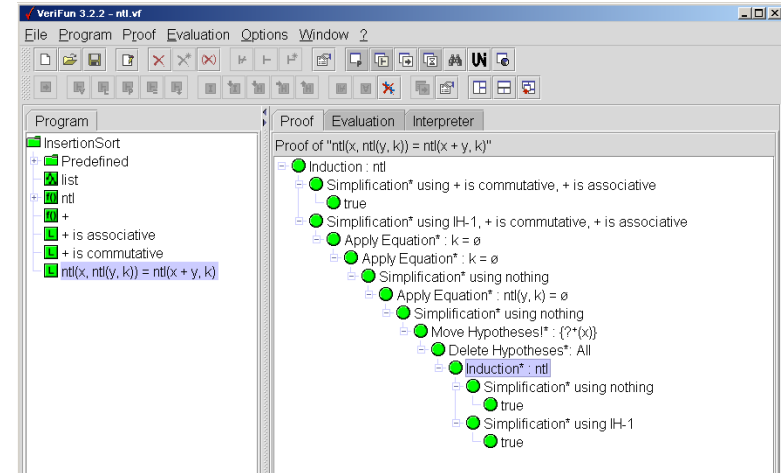 VeriFun 3.2.2 – ntl.vf
File Program Proof Evaluation Options Window ?
Program
Proof Evaluation Interpreter
InsertionSort
Predefined
list
ntl
+
+ is associative
+ is commutative
ntl(x, ntl(y, k)) = ntl(x + y, k)
Proof of "ntl(x, ntl(y, k)) = ntl(x + y, k)"
Induction : ntl
Simplification* using + is commutative, + is associative
true
Simplification* using IH-1, + is commutative, + is associative
Apply Equation* : k = ø
Apply Equation* : k = ø
Simplification* using nothing
Apply Equation* : ntl(y, k) = ø
Simplification* using nothing
Move Hypotheses!* : {?⁺(x)}
Delete Hypotheses*: All
Induction* : ntl
Simplification* using nothing
true
Simplification* using IH-1
true